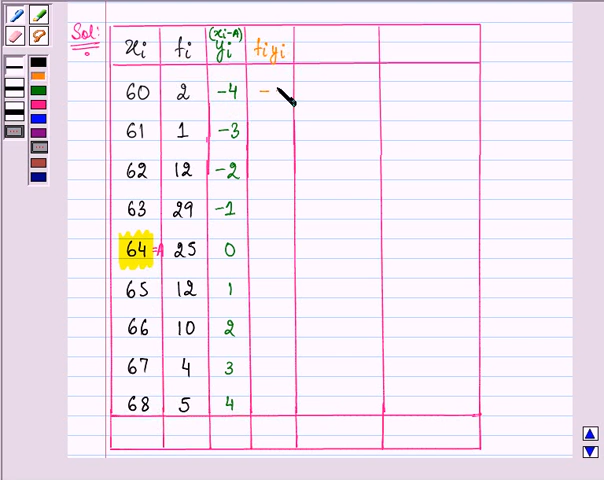 Sol:
(xi-A)
xi fi yi fiyi
60 2 -4 -
61 1 -3
62 12 -2
63 29 -1
64 =A 25 0
65 12 1
66 10 2
67 4 3
68 5 4